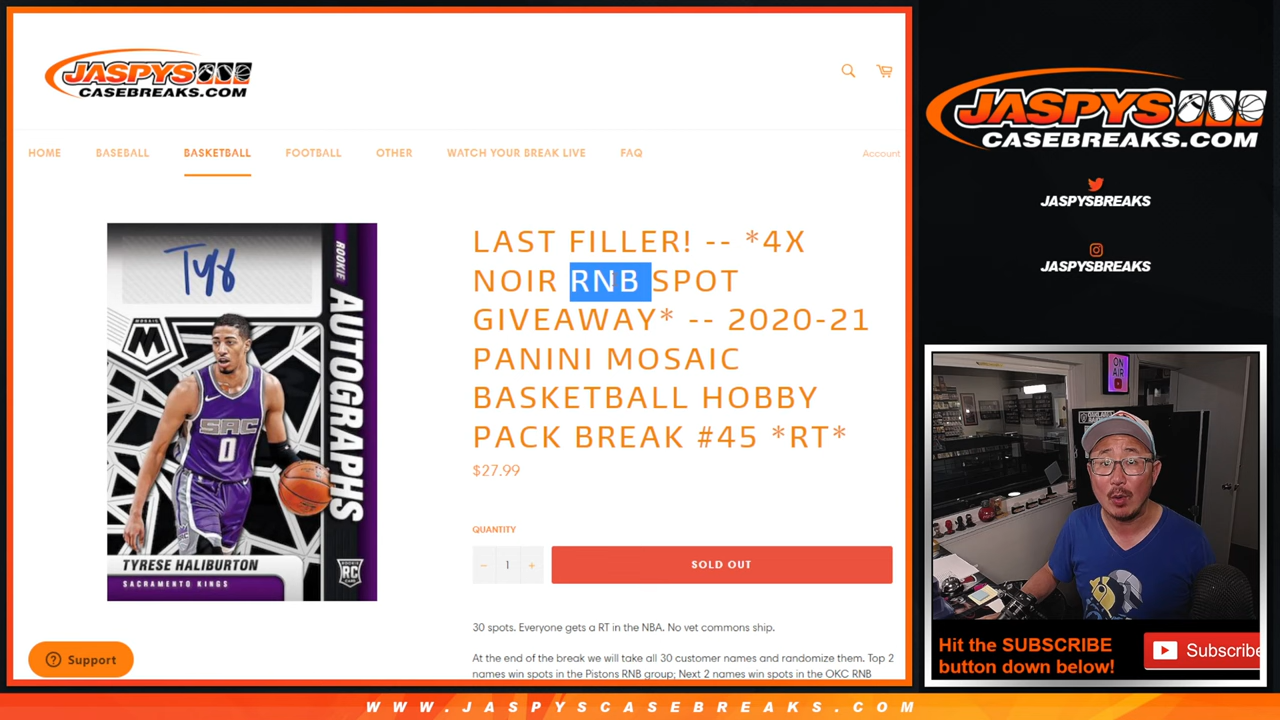 JASPYS
CASEBREAKS.COM
HOME BASEBALL BASKETBALL FOOTBALL OTHER WATCH YOUR BREAK LIVE FAQ Account
Tyg
ROOKIE
AUTOGRAPHS
M
MOSAIC
SAC
0
TYRESE HALIBURTON
SACRAMENTO KINGS
RC
LAST FILLER! -- *4X
NOIR RNB SPOT
GIVEAWAY* -- 2020-21
PANINI MOSAIC
BASKETBALL HOBBY
PACK BREAK #45 *RT*
$27.99
QUANTITY
− 1 +
SOLD OUT
30 spots. Everyone gets a RT in the NBA. No vet commons ship.
At the end of the break we will take all 30 customer names and randomize them. Top 2
names win spots in the Pistons RNB group; Next 2 names win spots in the OKC RNB
Support
JASPYS
CASEBREAKS.COM
JASPYSBREAKS
JASPYSBREAKS
ON
AIR
Hit the SUBSCRIBE
button down below!
Subscribe
WWW.JASPYSCASEBREAKS.COM